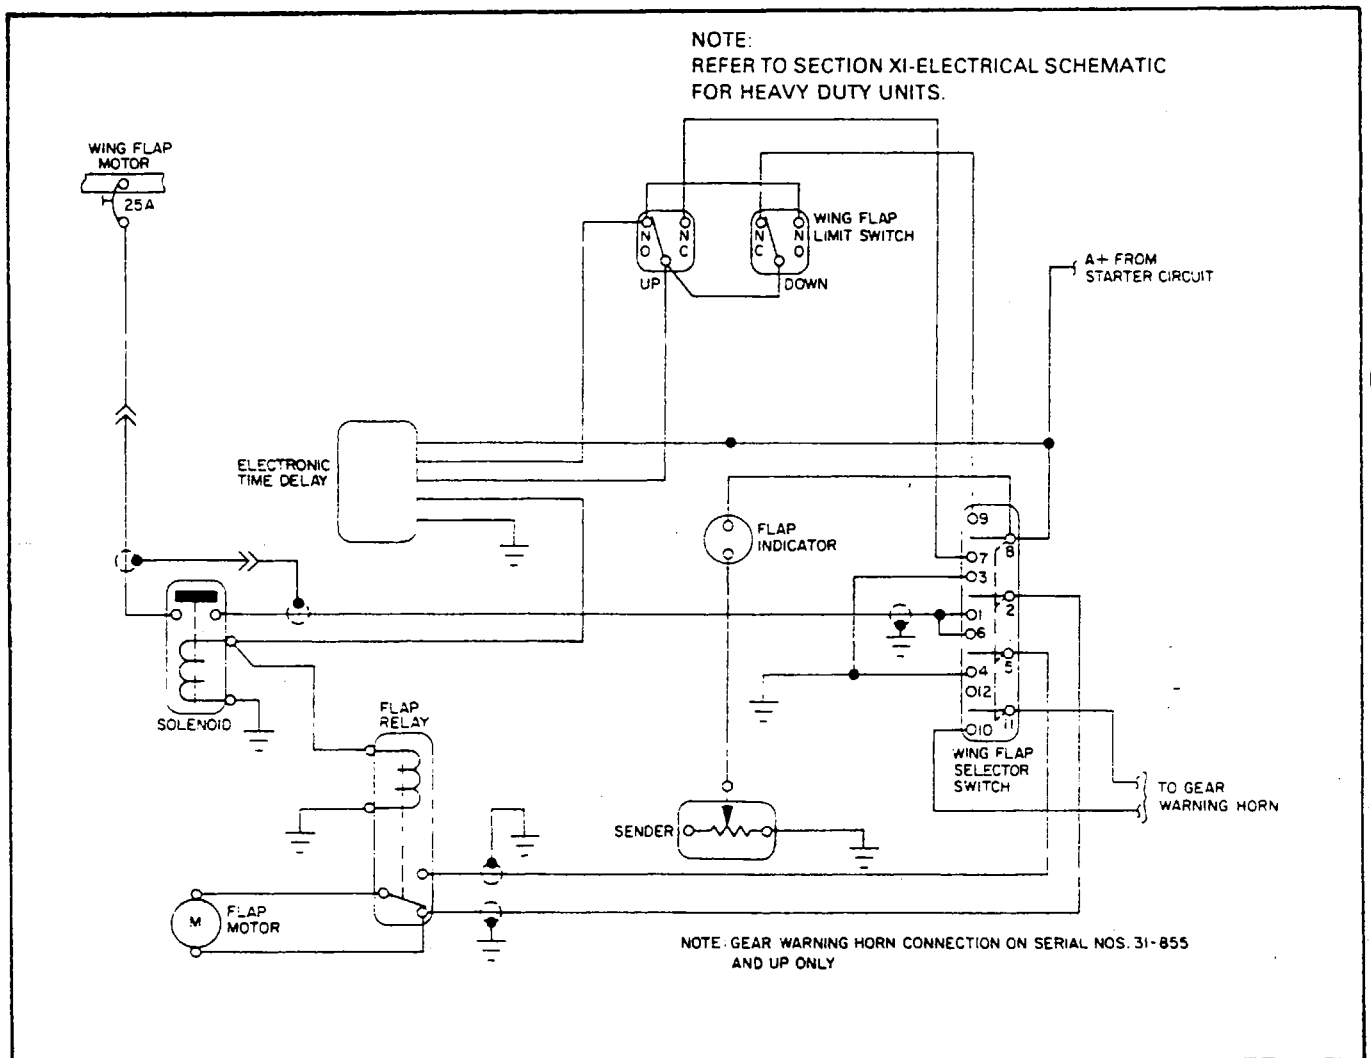 NOTE:
REFER TO SECTION XI-ELECTRICAL SCHEMATIC
FOR HEAVY DUTY UNITS.
WING FLAP
MOTOR
25A
N
O
N
C
UP
N
C
N
O
DOWN
WING FLAP
LIMIT SWITCH
A+ FROM
STARTER CIRCUIT
ELECTRONIC
TIME DELAY
FLAP
INDICATOR
9
8
7
3
2
1
6
5
4
12
11
10
WING FLAP
SELECTOR
SWITCH
SOLENOID
FLAP
RELAY
TO GEAR
WARNING HORN
SENDER
M
FLAP
MOTOR
NOTE: GEAR WARNING HORN CONNECTION ON SERIAL NOS. 31-855
AND UP ONLY